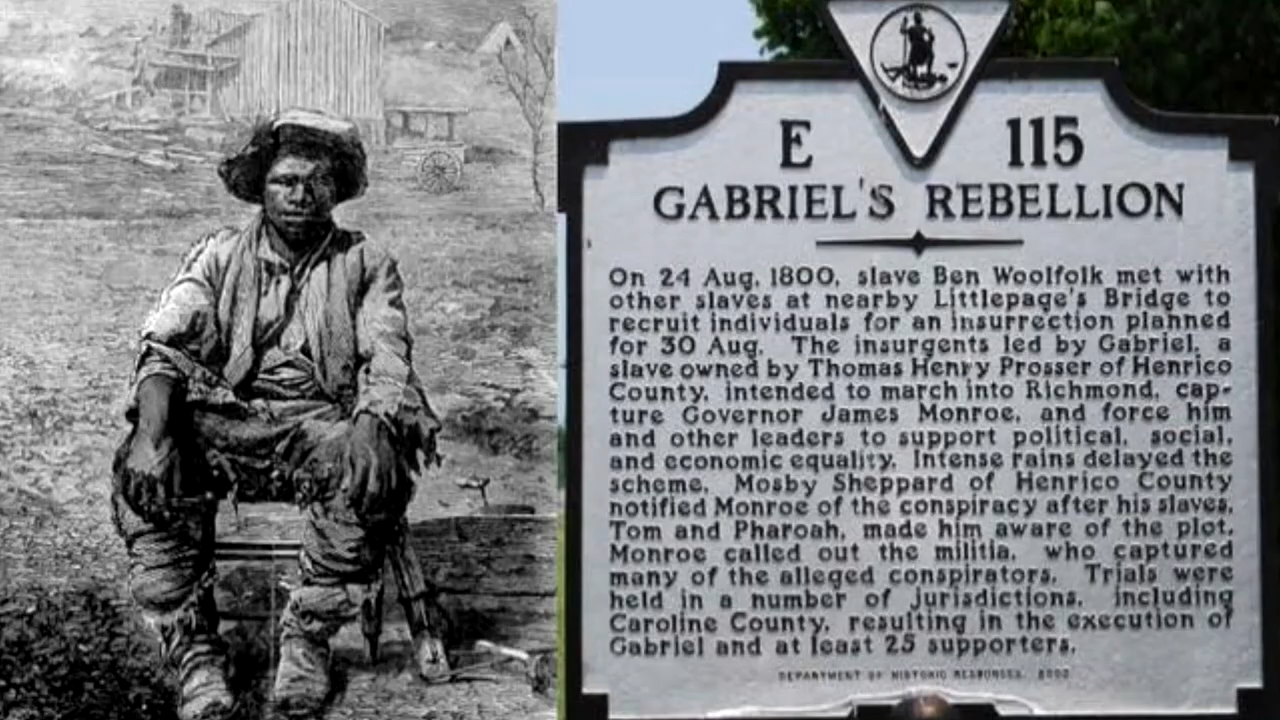 E 115
GABRIEL'S REBELLION
On 24 Aug. 1800, slave Ben Woolfolk met with
other slaves at nearby Littlepage's Bridge to
recruit individuals for an insurrection planned
for 30 Aug. The insurgents led by Gabriel, a
slave owned by Thomas Henry Prosser of Henrico
County, intended to march into Richmond, cap-
ture Governor James Monroe, and force him
and other leaders to support political, social,
and economic equality. Intense rains delayed the
scheme. Mosby Sheppard of Henrico County
notified Monroe of the conspiracy after his slaves,
Tom and Pharoah, made him aware of the plot.
Monroe called out the militia, who captured
many of the alleged conspirators. Trials were
held in a number of jurisdictions, including
Caroline County, resulting in the execution of
Gabriel and at least 25 supporters.
DEPARTMENT OF HISTORIC RESOURCES,